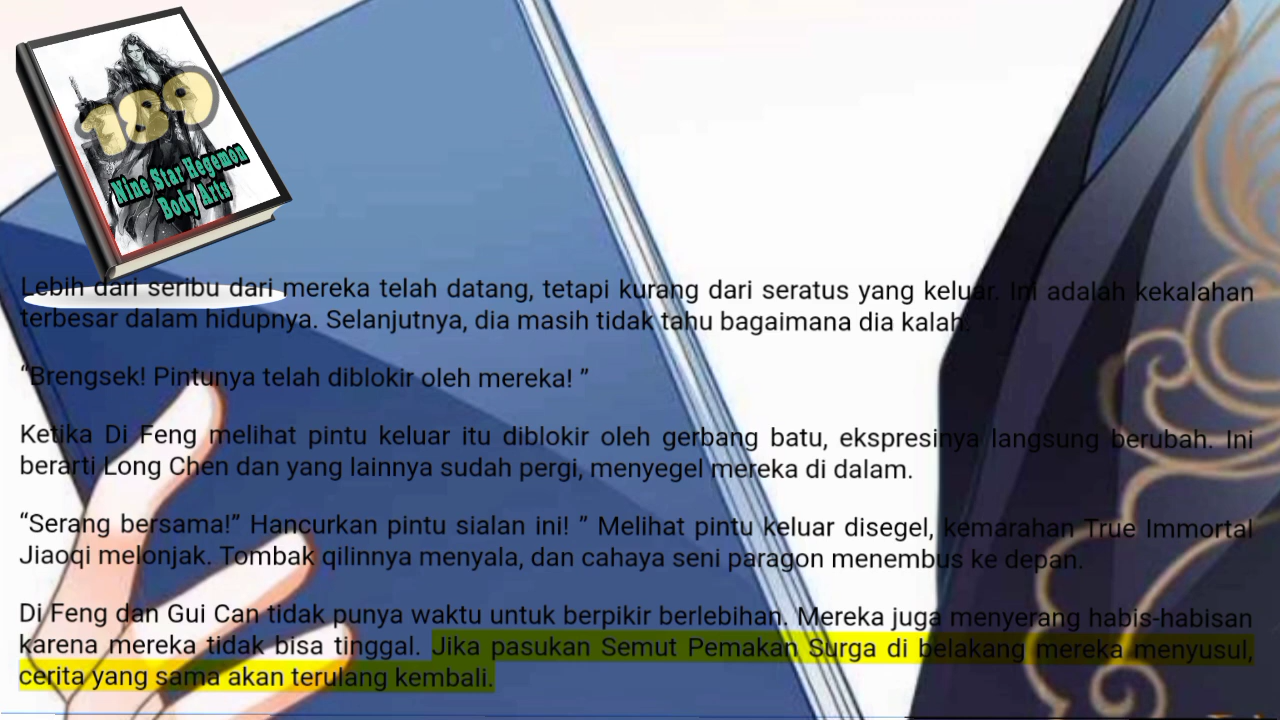 189
Nine Star Hegemon
Body Arts
Lebih dari seribu dari mereka telah datang, tetapi kurang dari seratus yang keluar. Ini adalah kekalahan
terbesar dalam hidupnya. Selanjutnya, dia masih tidak tahu bagaimana dia kalah.
“Brengsek! Pintunya telah diblokir oleh mereka! ”
Ketika Di Feng melihat pintu keluar itu diblokir oleh gerbang batu, ekspresinya langsung berubah. Ini
berarti Long Chen dan yang lainnya sudah pergi, menyegel mereka di dalam.
“Serang bersama!” Hancurkan pintu sialan ini! ” Melihat pintu keluar disegel, kemarahan True Immortal
Jiaoqi melonjak. Tombak qilinnya menyala, dan cahaya seni paragon menembus ke depan.
Di Feng dan Gui Can tidak punya waktu untuk berpikir berlebihan. Mereka juga menyerang habis-habisan
karena mereka tidak bisa tinggal. Jika pasukan Semut Pemakan Surga di belakang mereka menyusul,
cerita yang sama akan terulang kembali.